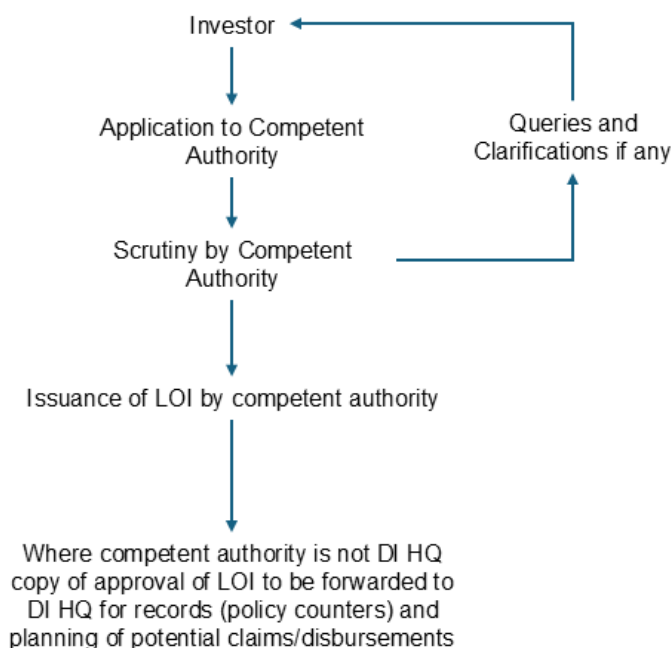 Investor
Application to Competent
Authority
Queries and
Clarifications if any
Scrutiny by Competent
Authority
Issuance of LOI by competent authority
Where competent authority is not DI HQ
copy of approval of LOI to be forwarded to
DI HQ for records (policy counters) and
planning of potential claims/disbursements